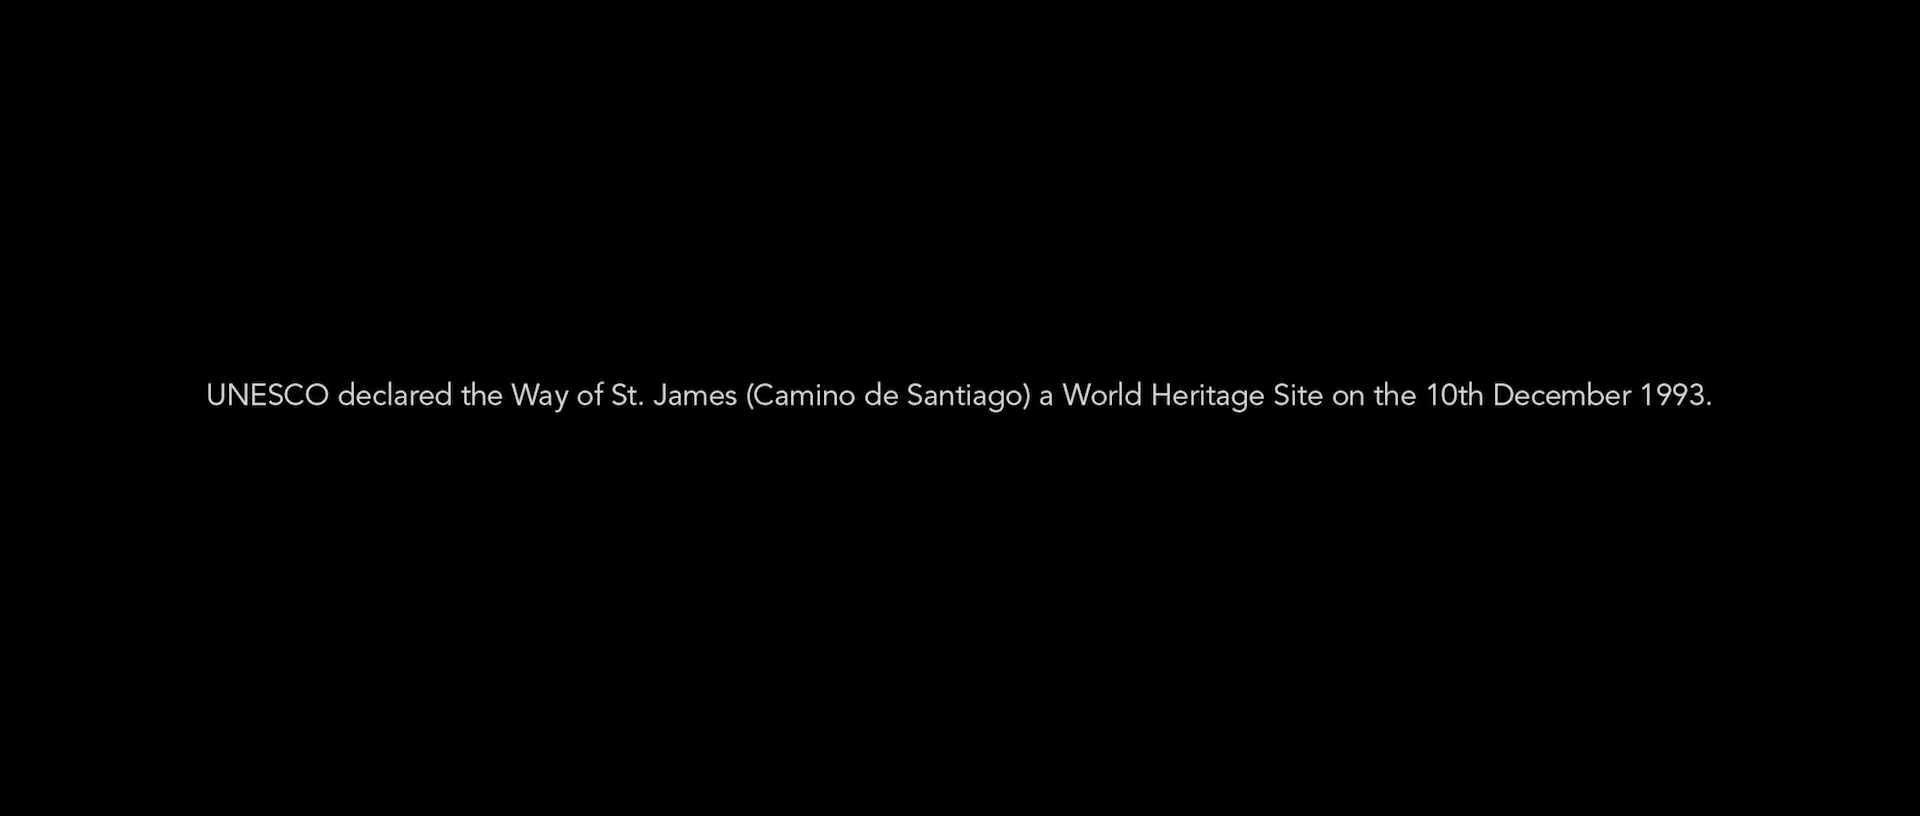 UNESCO declared the Way of St. James (Camino de Santiago) a World Heritage Site on the 10th December 1993.